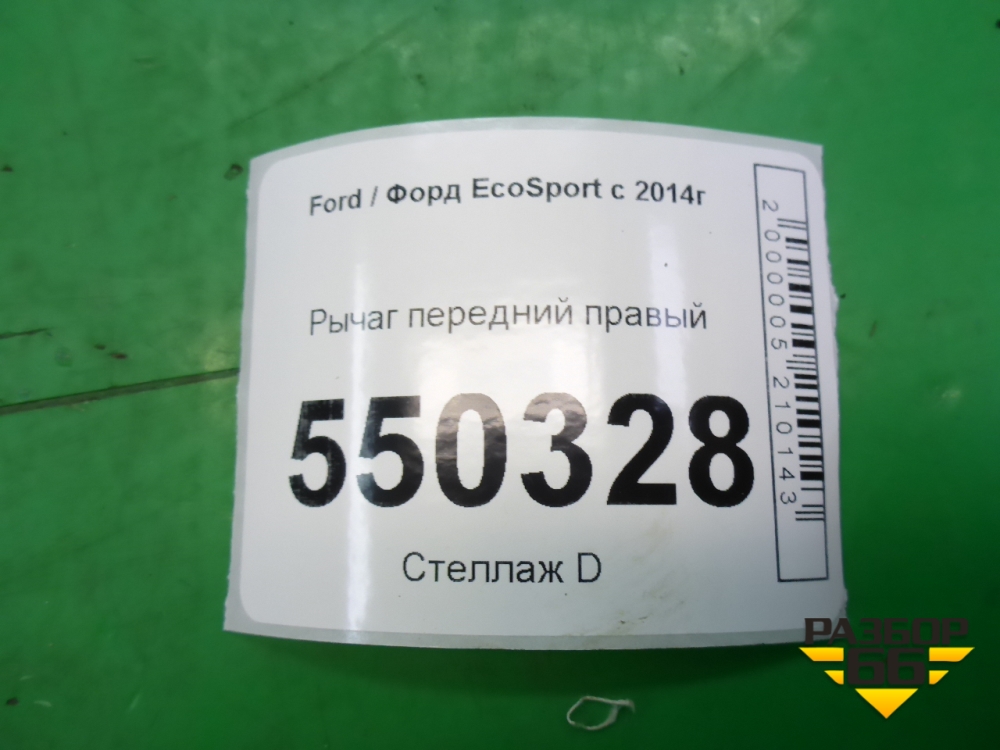 Ford / Форд EcoSport с 2014г
Рычаг передний правый
550328
Стеллаж D
2000005210143
РАЗБОР
66